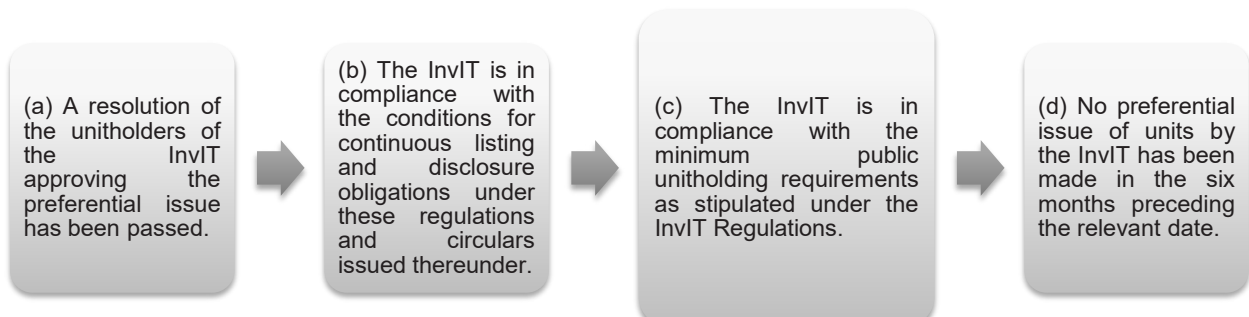 (a) A resolution of
the unitholders of
the InvIT
approving the
preferential issue
has been passed.
(b) The InvIT is in
compliance with
the conditions for
continuous listing
and disclosure
obligations under
these regulations
and circulars
issued thereunder.
(c) The InvIT is in
compliance with the
minimum public
unitholding requirements
as stipulated under the
InvIT Regulations.
(d) No preferential
issue of units by
the InvIT has been
made in the six
months preceding
the relevant date.